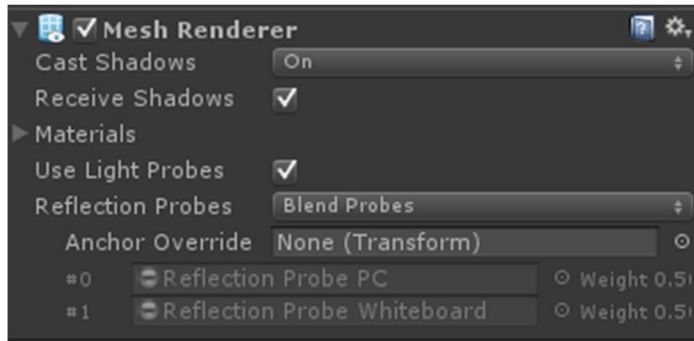 Mesh Renderer
Cast Shadows On
Receive Shadows
Materials
Use Light Probes
Reflection Probes Blend Probes
Anchor Override None (Transform)
#0 Reflection Probe PC Weight 0.5
#1 Reflection Probe Whiteboard Weight 0.5